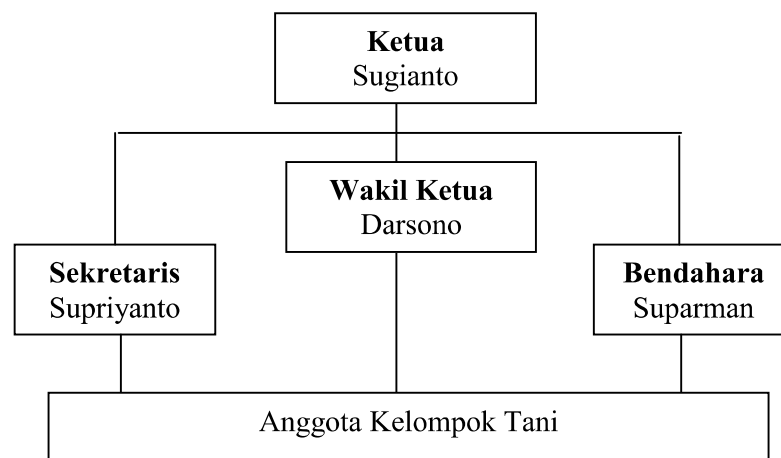 Ketua
Sugianto
Wakil Ketua
Darsono
Sekretaris
Supriyanto
Bendahara
Suparman
Anggota Kelompok Tani